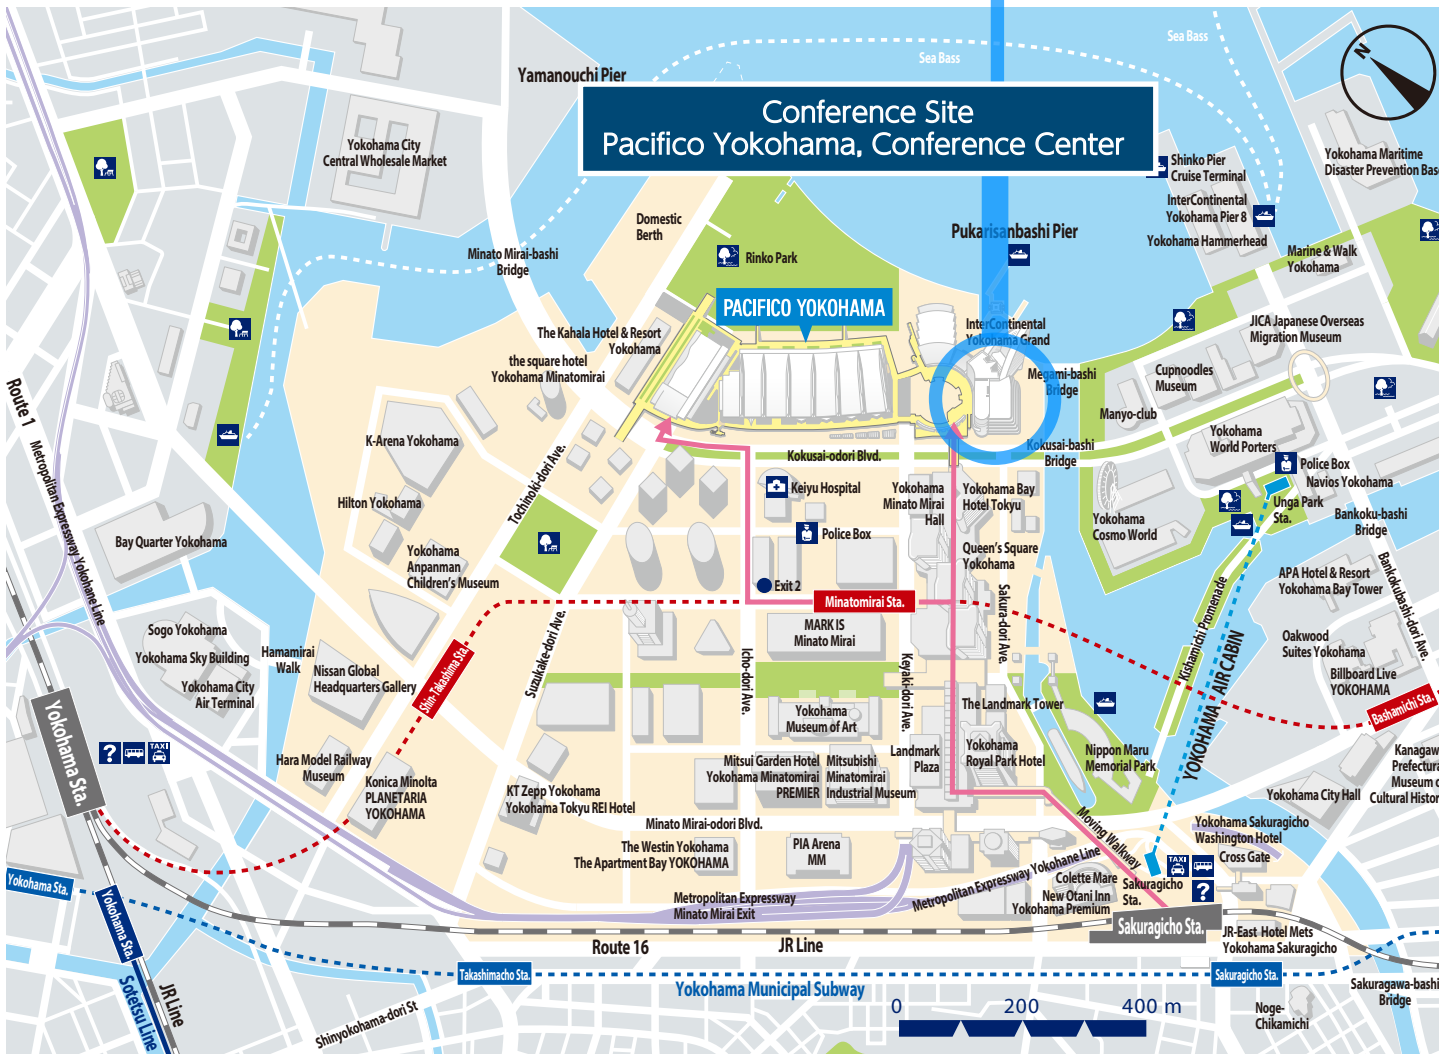 Sea Bass
Sea Bass
N
Yamanouchi Pier
Conference Site
Pacifico Yokohama, Conference Center
Yokohama City
Central Wholesale Market
Shinko Pier
Cruise Terminal
Yokohama Maritime
Disaster Prevention Bas
InterContinental
Yokohama Pier 8
Yokohama Hammerhead
Domestic
Berth
Pukarisanbashi Pier
Minato Mirai-bashi
Bridge
Rinko Park
Marine & Walk
Yokohama
PACIFICO YOKOHAMA
The Kahala Hotel & Resort
Yokohama
InterContinental
Yokohama Grand
JICA Japanese Overseas
Migration Museum
the square hotel
Yokohama Minatomirai
Megami-bashi
Bridge
Cupnoodles
Museum
Manyo-club
Route 1
Metropolitan Expressway Yokohane Line
K-Arena Yokohama
Tochinoki-dori Ave.
Kokusai-odori Blvd.
Kokusai-bashi
Bridge
Yokohama
World Porters
Police Box
Navios Yokohama
Hilton Yokohama
Keiyu Hospital
Yokohama
Minato Mirai
Hall
Yokohama Bay
Hotel Tokyu
Unga Park
Sta.
Bankoku-bashi
Bridge
Yokohama
Cosmo World
Police Box
Bay Quarter Yokohama
Yokohama
Anpanman
Children's Museum
Queen's Square
Yokohama
Bankokubashi-dori Ave.
Exit 2
APA Hotel & Resort
Yokohama Bay Tower
Sakura-dori Ave.
Kishamichi Promenade
Minatomirai Sta.
Sogo Yokohama
MARK IS
Minato Mirai
Oakwood
Suites Yokohama
Yokohama Sky Building
Hamamirai
Walk
Nissan Global
Headquarters Gallery
Shin-Takashima Sta.
Suzukake-dori Ave.
Icho-dori Ave.
Keyaki-dori Ave.
YOKOHAMA AIR CABIN
Billboard Live
YOKOHAMA
Yokohama City
Air Terminal
Bashamichi Sta.
The Landmark Tower
Yokohama
Museum of Art
Yokohama Sta.
?
TAXI
Hara Model Railway
Museum
Konica Minolta
PLANETARIA
YOKOHAMA
Mitsui Garden Hotel
Yokohama Minatomirai
PREMIER
Mitsubishi
Minatomirai
Industrial Museum
Landmark
Plaza
Yokohama
Royal Park Hotel
Nippon Maru
Memorial Park
Kanagaw
Prefectura
Museum o
Cultural Histor
KT Zepp Yokohama
Yokohama Tokyu REI Hotel
Yokohama City Hall
Minato Mirai-odori Blvd.
Moving Walkway
Yokohama Sakuragicho
Washington Hotel
The Westin Yokohama
The Apartment Bay YOKOHAMA
PIA Arena
MM
TAXI
Cross Gate
?
Metropolitan Expressway Yokohane Line
Colette Mare
New Otani Inn
Yokohama Premium
Sakuragicho
Sta.
Yokohama Sta.
Yokohama Sta.
Metropolitan Expressway
Minato Mirai Exit
Sakuragicho Sta.
JR-East Hotel Mets
Yokohama Sakuragicho
Route 16
JR Line
Takashimacho Sta.
Sakuragicho Sta.
Yokohama Municipal Subway
Sakuragawa-bashi
Bridge
Sotetsu Line
JR Line
Shinyokohama-dori St
0
200
400 m
Noge-
Chikamichi